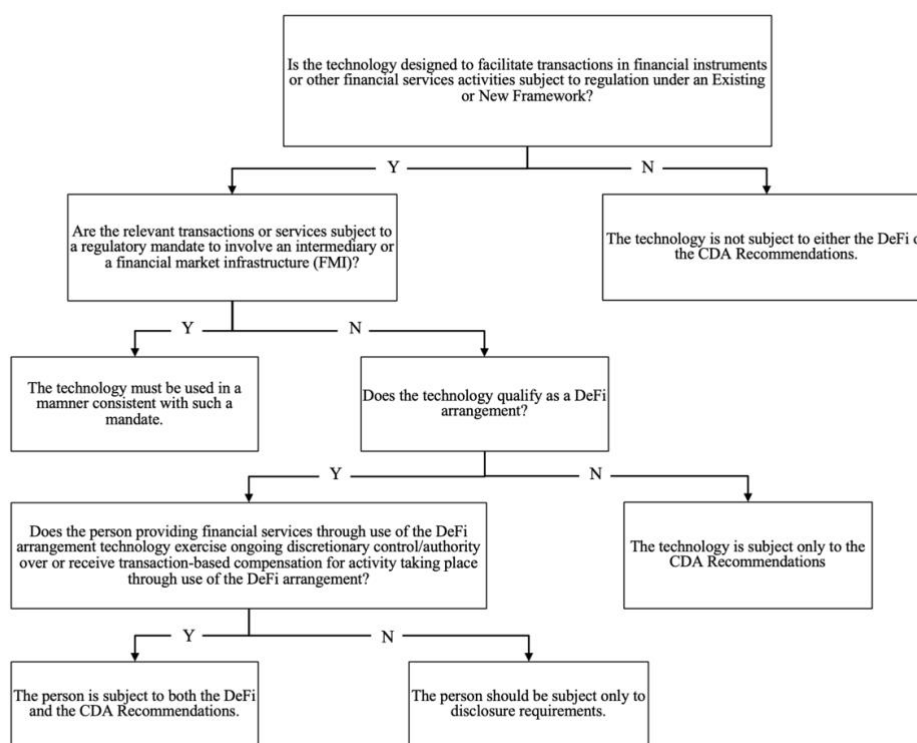 Is the technology designed to facilitate transactions in financial instruments
or other financial services activities subject to regulation under an Existing
or New Framework?
Y
N
Are the relevant transactions or services subject to
a regulatory mandate to involve an intermediary or
a financial market infrastructure (FMI)?
The technology is not subject to either the DeFi
the CDA Recommendations.
Y
N
The technology must be used in a
mamner consistent with such a
mandate.
Does the technology qualify as a DeFi
arrangement?
Y
N
Does the person providing financial services through use of the DeFi
arrangement technology exercise ongoing discretionary control/authority
over or receive transaction-based compensation for activity taking place
through use of the DeFi arrangement?
The technology is subject only to the
CDA Recommendations
Y
N
The person is subject to both the DeFi
and the CDA Recommendations.
The person should be subject only to
disclosure requirements.